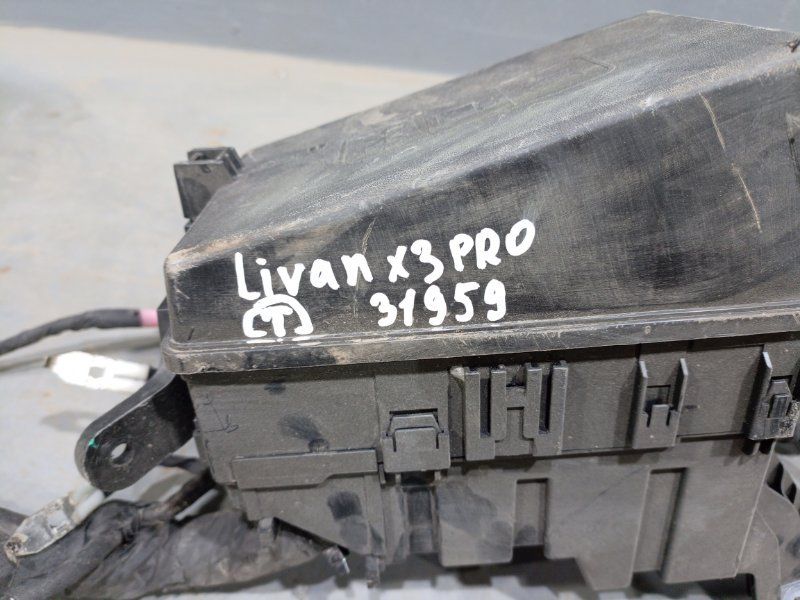 Livan x3 PRO
(T) 31959